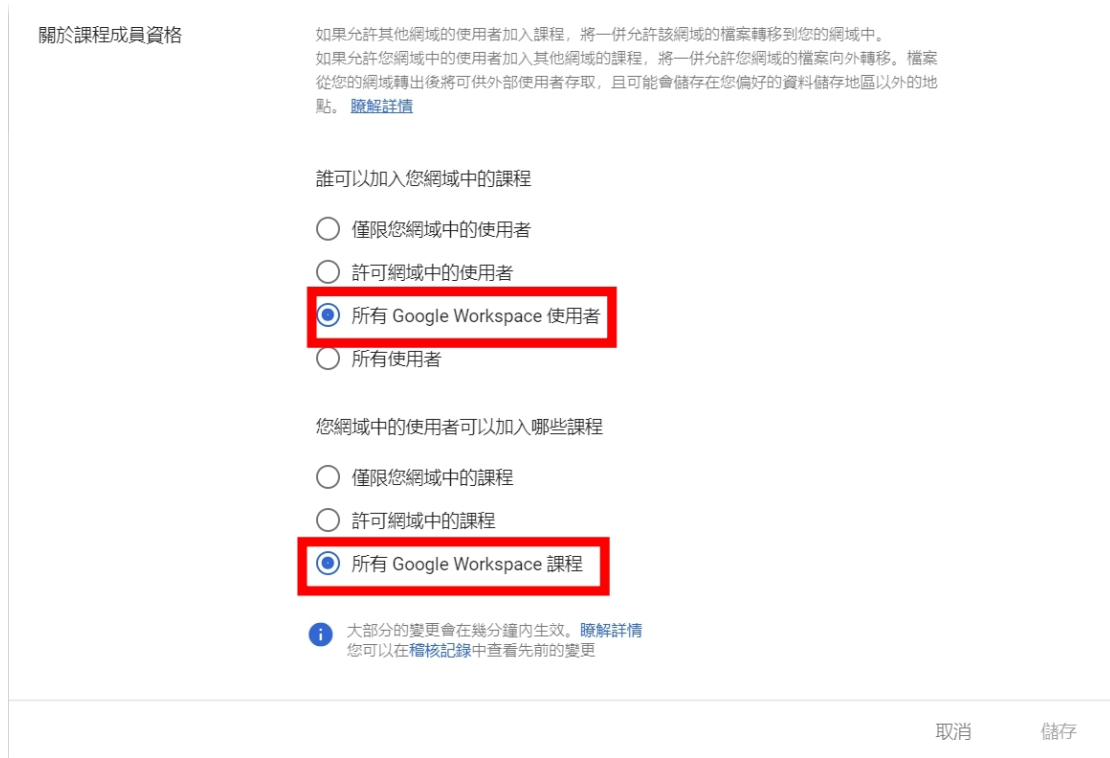 關於課程成員資格
如果允許其他網域的使用者加入課程，將一併允許該網域的檔案轉移到您的網域中。
如果允許您網域中的使用者加入其他網域的課程，將一併允許您網域的檔案向外轉移。檔案
從您的網域轉出後將可供外部使用者存取，且可能會儲存在您偏好的資料儲存地區以外的地
點。 瞭解詳情
誰可以加入您網域中的課程
僅限您網域中的使用者
許可網域中的使用者
所有 Google Workspace 使用者
所有使用者
您網域中的使用者可以加入哪些課程
僅限您網域中的課程
許可網域中的課程
所有 Google Workspace 課程
大部分的變更會在幾分鐘內生效。瞭解詳情
您可以在稽核記錄中查看先前的變更
取消
儲存